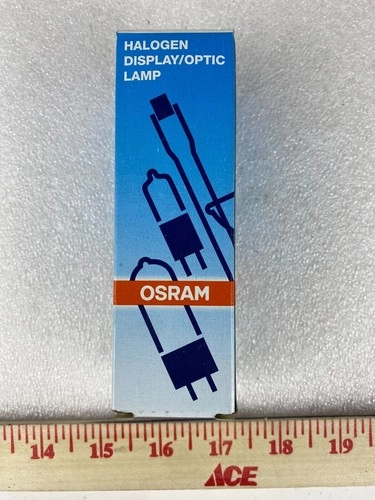 HALOGEN
DISPLAY/OPTIC
LAMP
OSRAM
14 15 16 17 18 19
ACE